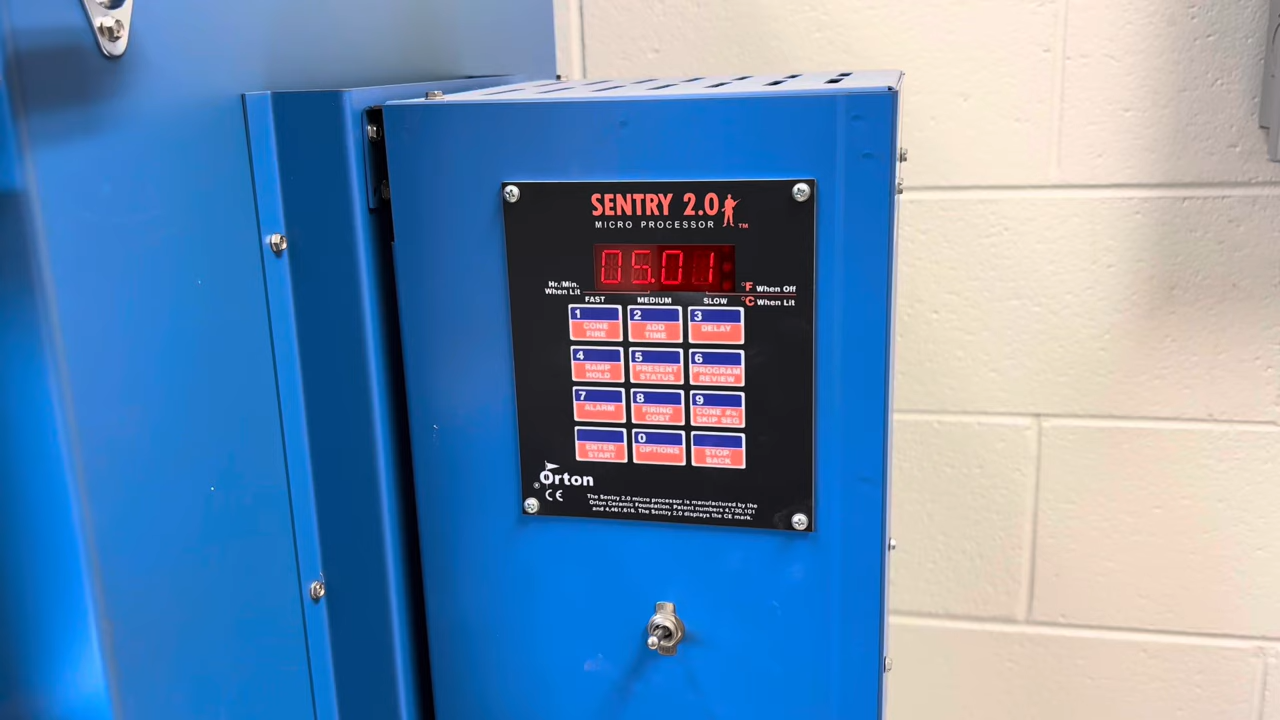 SENTRY 2.0
MICRO PROCESSOR TM
05.01
Hr./Min.
When Lit
°F When Off
°C When Lit
FAST MEDIUM SLOW
1 2 3
CONE FIRE ADD TIME DELAY
4 5 6
RAMP HOLD PRESENT STATUS PROGRAM REVIEW
7 8 9
ALARM FIRING COST CONE #s/ SKIP SEG
0
ENTER/ START OPTIONS STOP/ BACK
Orton
® CE
The Sentry 2.0 micro processor is manufactured by the
Orton Ceramic Foundation. Patent numbers 4,730,101
and 4,461,616. The Sentry 2.0 displays the CE mark.